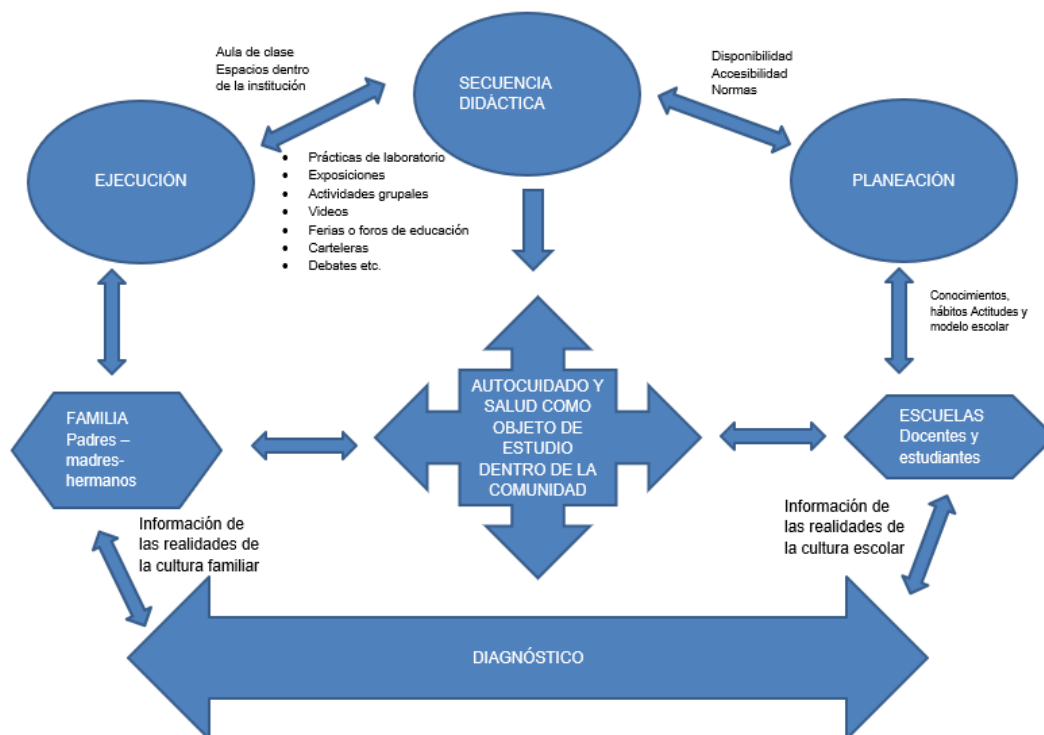 Aula de clase
Espacios dentro
de la institución
SECUENCIA
DIDÁCTICA
Disponibilidad
Accesibilidad
Normas
EJECUCIÓN
• Prácticas de laboratorio
• Exposiciones
• Actividades grupales
• Videos
• Ferias o foros de educación
• Carteleras
• Debates etc.
PLANEACIÓN
Conocimientos,
hábitos Actitudes y
modelo escolar
FAMILIA
Padres –
madres-
hermanos
AUTOCUIDADO Y
SALUD COMO
OBJETO DE
ESTUDIO
DENTRO DE LA
COMUNIDAD
ESCUELAS
Docentes y
estudiantes
Información de
las realidades de
la cultura familiar
Información de
las realidades de
la cultura escolar
DIAGNÓSTICO